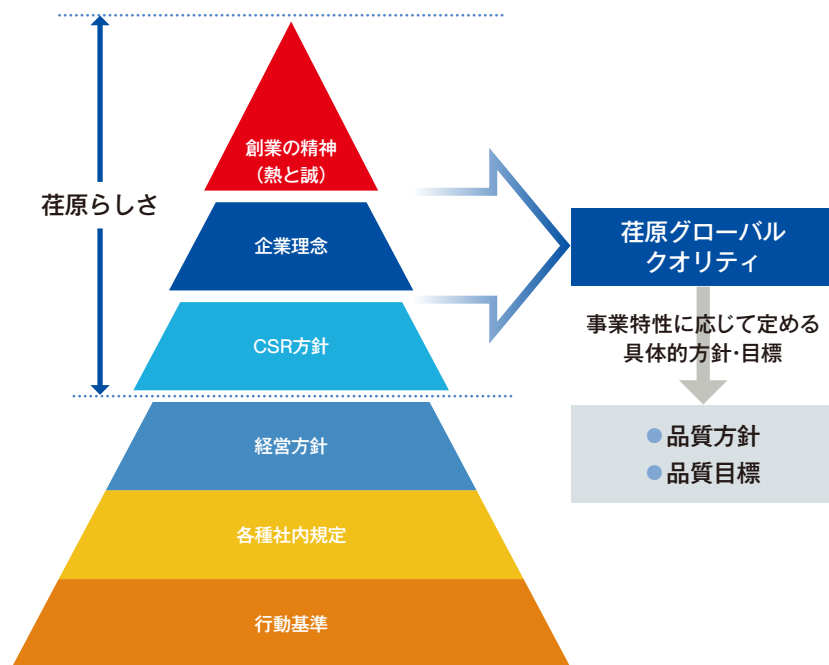 創業の精神
（熱と誠）
荏原らしさ
企業理念
CSR方針
経営方針
各種社内規定
行動基準
荏原グローバル
クオリティ
事業特性に応じて定める
具体的方針・目標
●品質方針
●品質目標